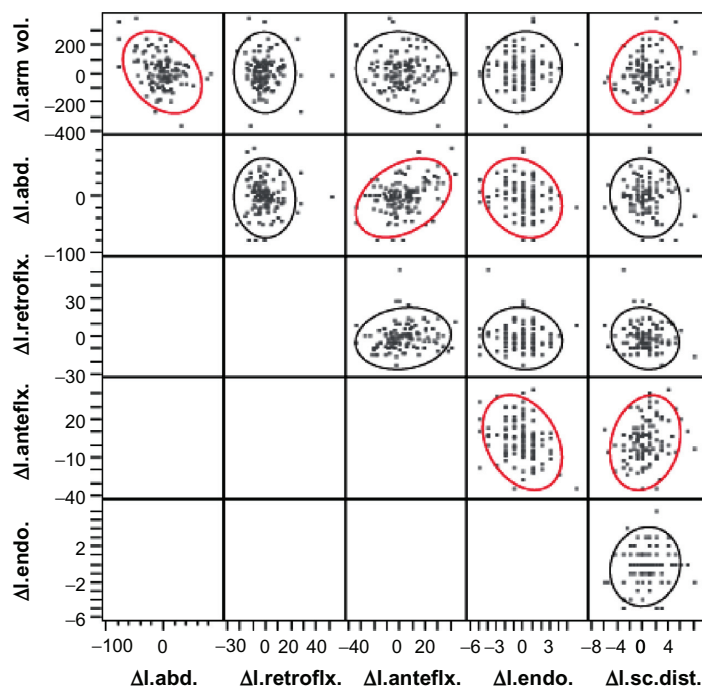 Δl.arm vol.
200
0
−200
−400
Δl.abd.
0
−100
Δl.retroflx.
30
0
−30
Δl.anteflx.
20
−10
−40
Δl.endo.
2
−2
−6
−100 0 −30 0 20 50 −40 0 20 −6 −3 0 3 −8 −4 0 4
Δl.abd. Δl.retroflx. Δl.anteflx. Δl.endo. Δl.sc.dist.